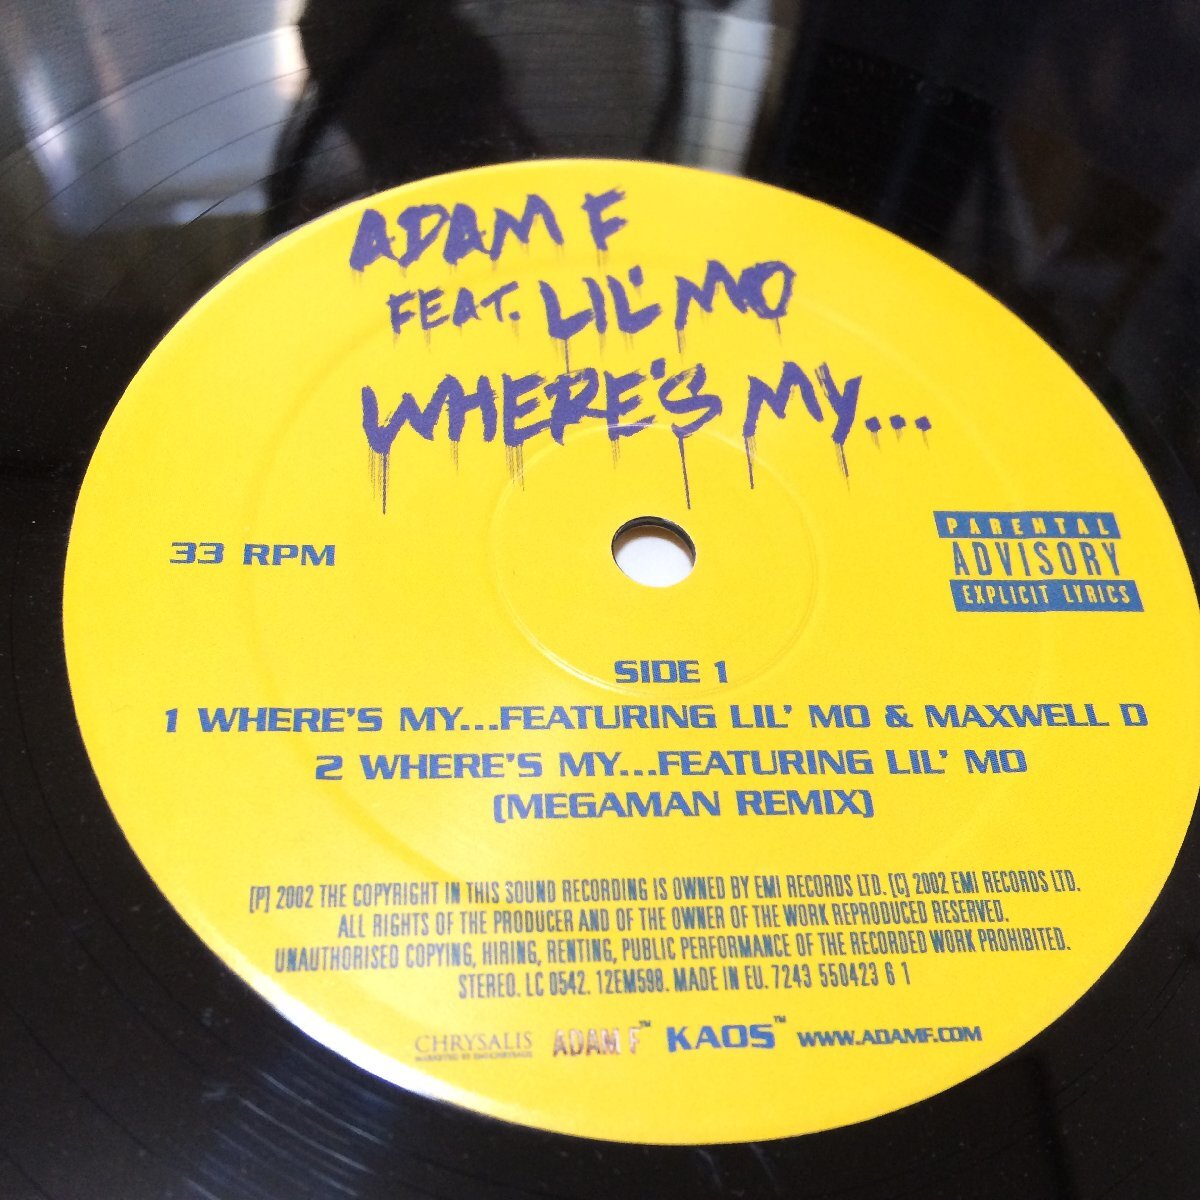 ADAM F
FEAT. LIL' MO
WHERE'S MY...
33 RPM
PARENTAL
ADVISORY
EXPLICIT LYRICS
SIDE 1
1 WHERE'S MY...FEATURING LIL' MO & MAXWELL D
2 WHERE'S MY...FEATURING LIL' MO
(MEGAMAN REMIX)
[P] 2002 THE COPYRIGHT IN THIS SOUND RECORDING IS OWNED BY EMI RECORDS LTD. [C] 2002 EMI RECORDS LTD.
ALL RIGHTS OF THE PRODUCER AND OF THE OWNER OF THE WORK REPRODUCED RESERVED.
UNAUTHORISED COPYING, HIRING, RENTING, PUBLIC PERFORMANCE OF THE RECORDED WORK PROHIBITED.
STEREO. LC 0542. 12EM598. MADE IN EU. 7243 550423 6 1
CHRYSALIS ADAM F™ KAOS™ WWW.ADAMF.COM